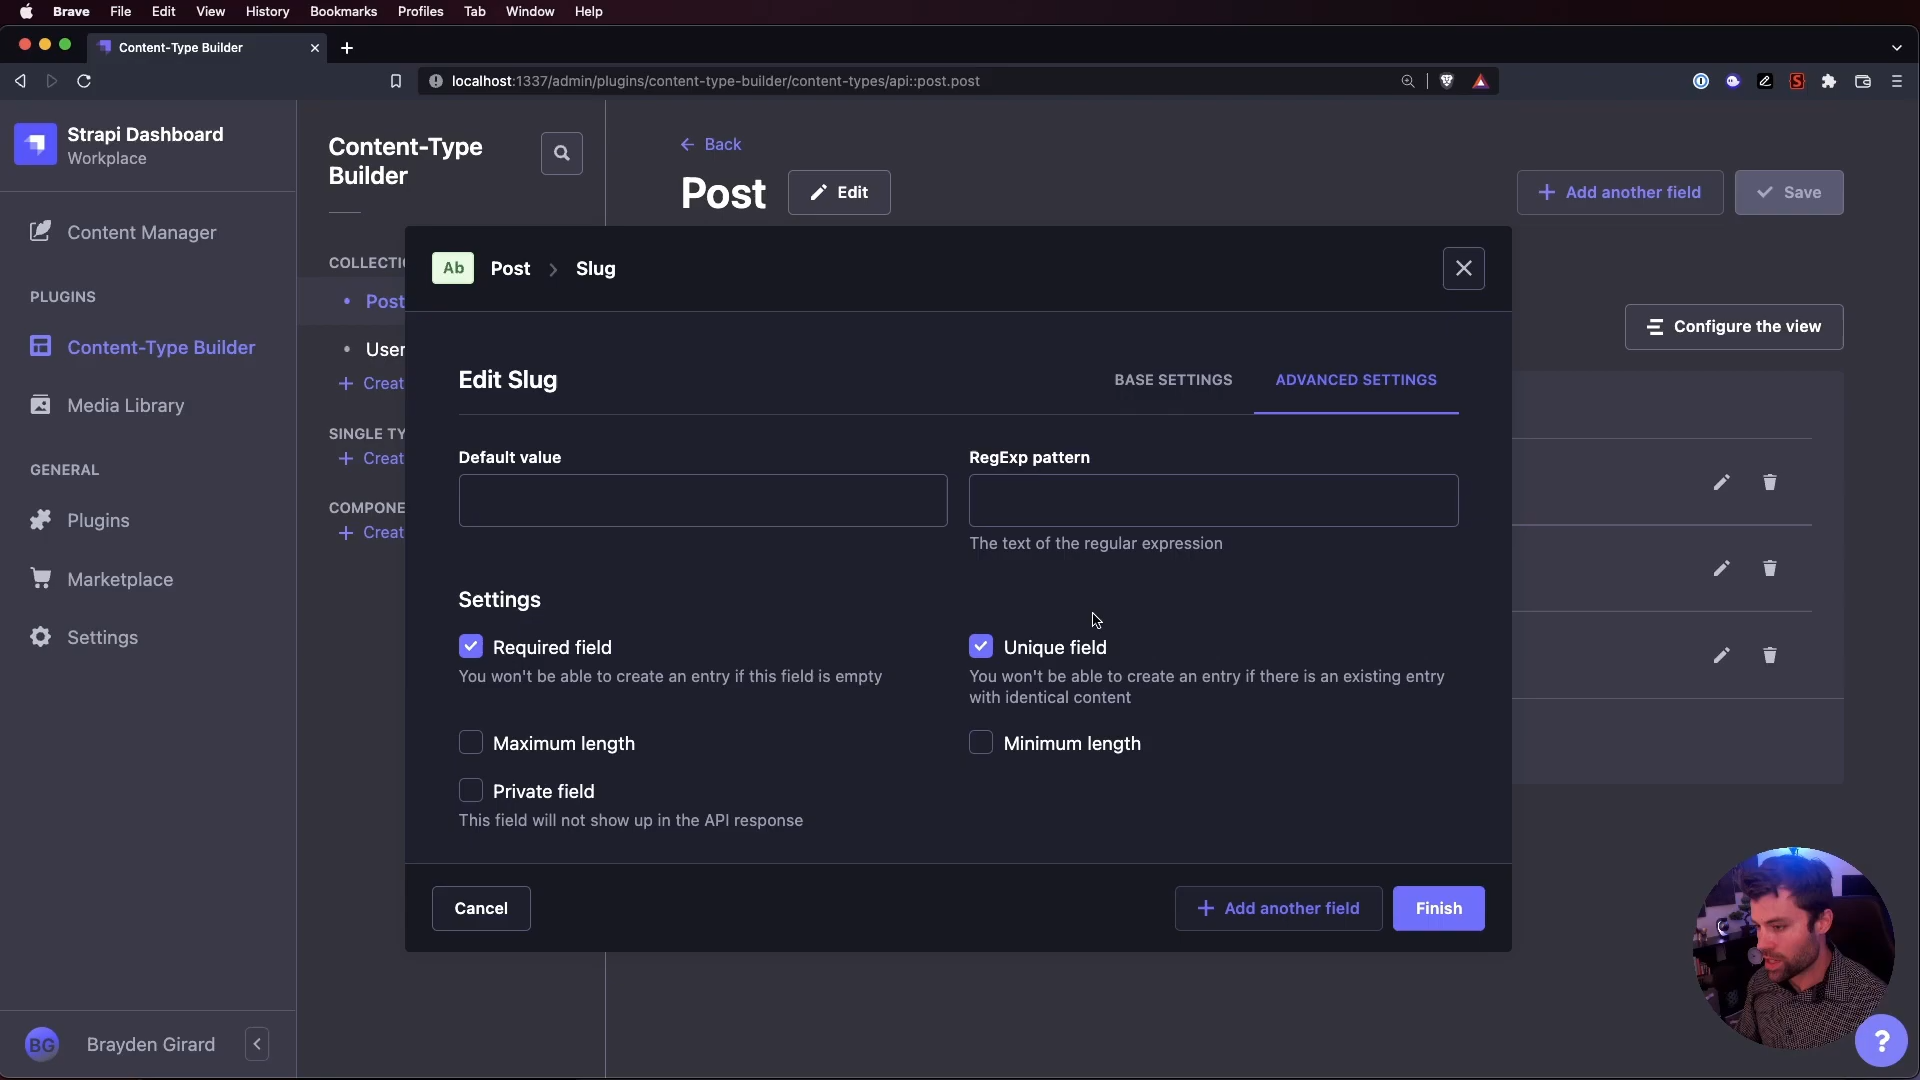 Brave File Edit View History Bookmarks Profiles Tab Window Help
Content-Type Builder
localhost:1337/admin/plugins/content-type-builder/content-types/api::post.post
Strapi Dashboard
Workplace
Content Manager
PLUGINS
Content-Type Builder
Media Library
GENERAL
Plugins
Marketplace
Settings
BG Brayden Girard
Content-Type
Builder
COLLECTI
Post
User
Creat
SINGLE TY
Creat
COMPONE
Creat
Back
Post
Edit
Add another field
Save
Configure the view
Ab Post Slug
Edit Slug
BASE SETTINGS
ADVANCED SETTINGS
Default value
RegExp pattern
The text of the regular expression
Settings
Required field
You won't be able to create an entry if this field is empty
Unique field
You won't be able to create an entry if there is an existing entry
with identical content
Maximum length
Minimum length
Private field
This field will not show up in the API response
Cancel
Add another field
Finish
?